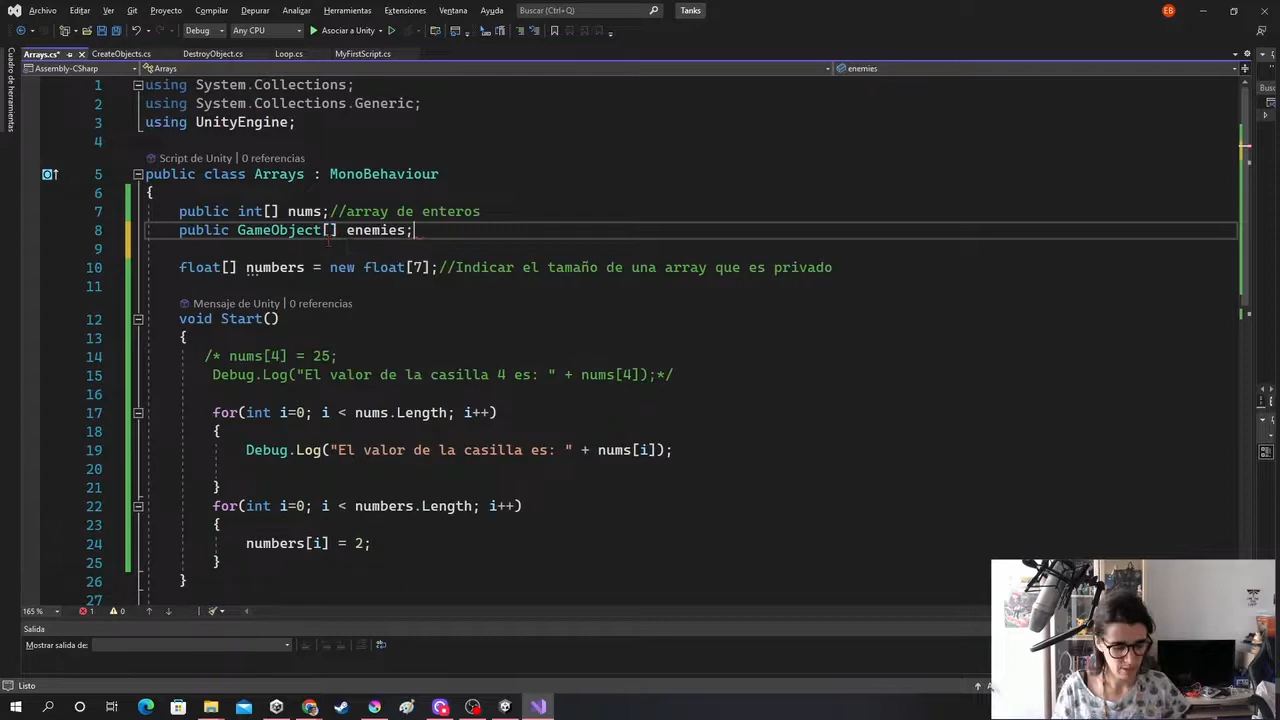 Archivo Editar Ver Git Proyecto Compilar Depurar Analizar Herramientas Extensiones Ventana Ayuda Buscar (Ctrl+Q) Tanks EB
Debug Any CPU Asociar a Unity
Arrays.cs* CreateObjects.cs DestroyObject.cs Loop.cs MyFirstScript.cs
Assembly-CSharp Arrays enemies
Cuadro de herramientas
Busc
1 using System.Collections;
2 using System.Collections.Generic;
3 using UnityEngine;
4
Script de Unity | 0 referencias
5 public class Arrays : MonoBehaviour
6 {
7 public int[] nums;//array de enteros
8 public GameObject[] enemies;
9
10 float[] numbers = new float[7];//Indicar el tamaño de una array que es privado
11
Mensaje de Unity | 0 referencias
12 void Start()
13 {
14 /* nums[4] = 25;
15 Debug.Log("El valor de la casilla 4 es: " + nums[4]);*/
16
17 for(int i=0; i < nums.Length; i++)
18 {
19 Debug.Log("El valor de la casilla es: " + nums[i]);
20
21 }
22 for(int i=0; i < numbers.Length; i++)
23 {
24 numbers[i] = 2;
25 }
26 }
27
165 % 1 0
Salida
Mostrar salida de:
Listo